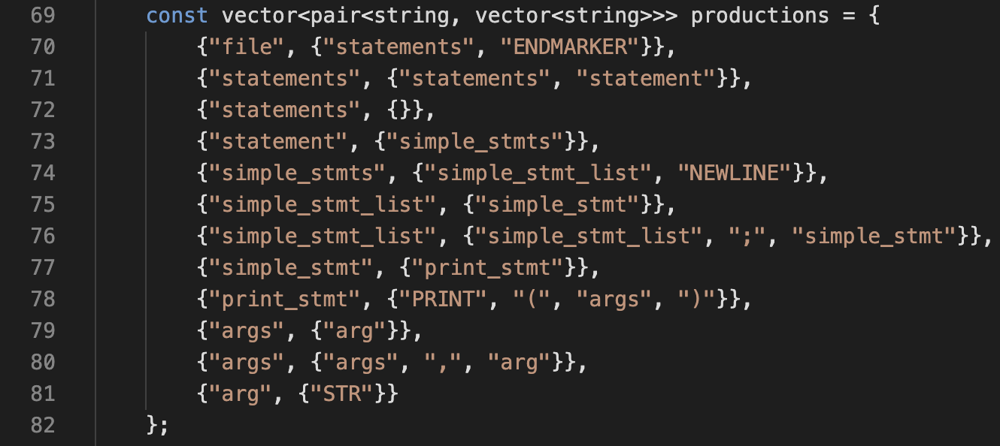 69 const vector<pair<string, vector<string>>> productions = {
70 {"file", {"statements", "ENDMARKER"}},
71 {"statements", {"statements", "statement"}},
72 {"statements", {}},
73 {"statement", {"simple_stmts"}},
74 {"simple_stmts", {"simple_stmt_list", "NEWLINE"}},
75 {"simple_stmt_list", {"simple_stmt"}},
76 {"simple_stmt_list", {"simple_stmt_list", ";", "simple_stmt"}},
77 {"simple_stmt", {"print_stmt"}},
78 {"print_stmt", {"PRINT", "(", "args", ")"}},
79 {"args", {"arg"}},
80 {"args", {"args", ",", "arg"}},
81 {"arg", {"STR"}}
82 };